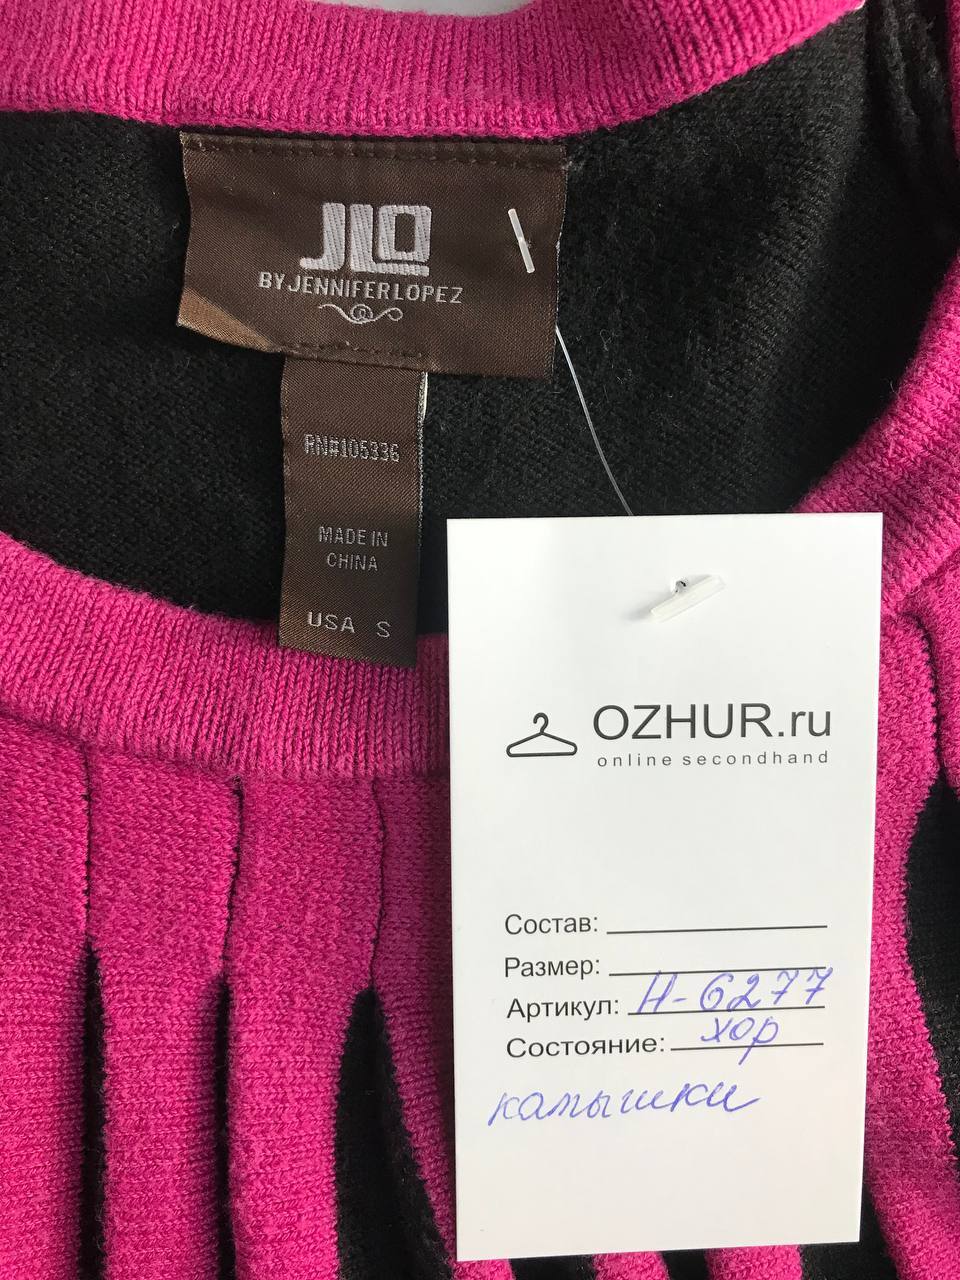 JLO
BY JENNIFER LOPEZ
RN#105336
MADE IN
CHINA
USA S
OZHUR.ru
online secondhand
Состав:
Размер:
Артикул: Н-6277
Состояние: хор
камышки